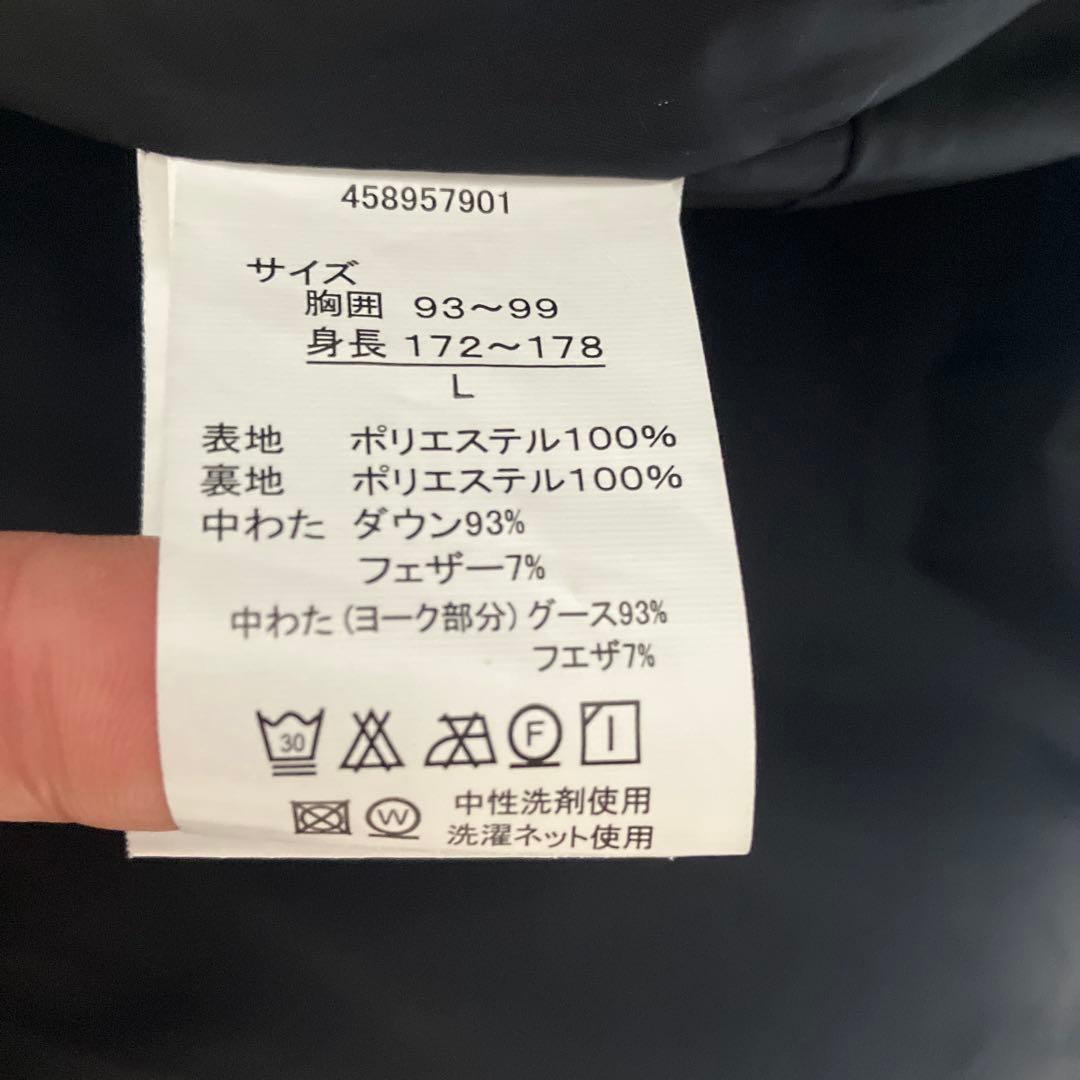 458957901
サイズ
胸囲 93～99
身長 172～178
L
表地 ポリエステル100%
裏地 ポリエステル100%
中わた ダウン93%
フェザー7%
中わた(ヨーク部分)グース93%
フエザ7%
30 F
W 中性洗剤使用
洗濯ネット使用